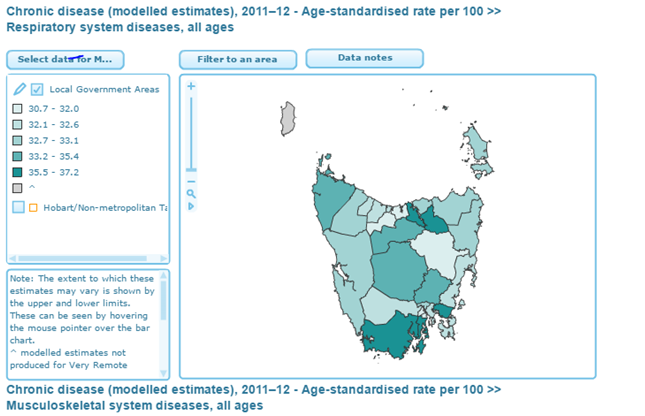 Chronic disease (modelled estimates), 2011–12 - Age-standardised rate per 100 >>
Respiratory system diseases, all ages
Select data for M...
Filter to an area
Data notes
Local Government Areas
30.7 - 32.0
32.1 - 32.6
32.7 - 33.1
33.2 - 35.4
35.5 - 37.2
^
Hobart/Non-metropolitan Ta
Note: The extent to which these
estimates may vary is shown by
the upper and lower limits.
These can be seen by hovering
the mouse pointer over the bar
chart.
^ modelled estimates not
produced for Very Remote
Chronic disease (modelled estimates), 2011–12 - Age-standardised rate per 100 >>
Musculoskeletal system diseases, all ages